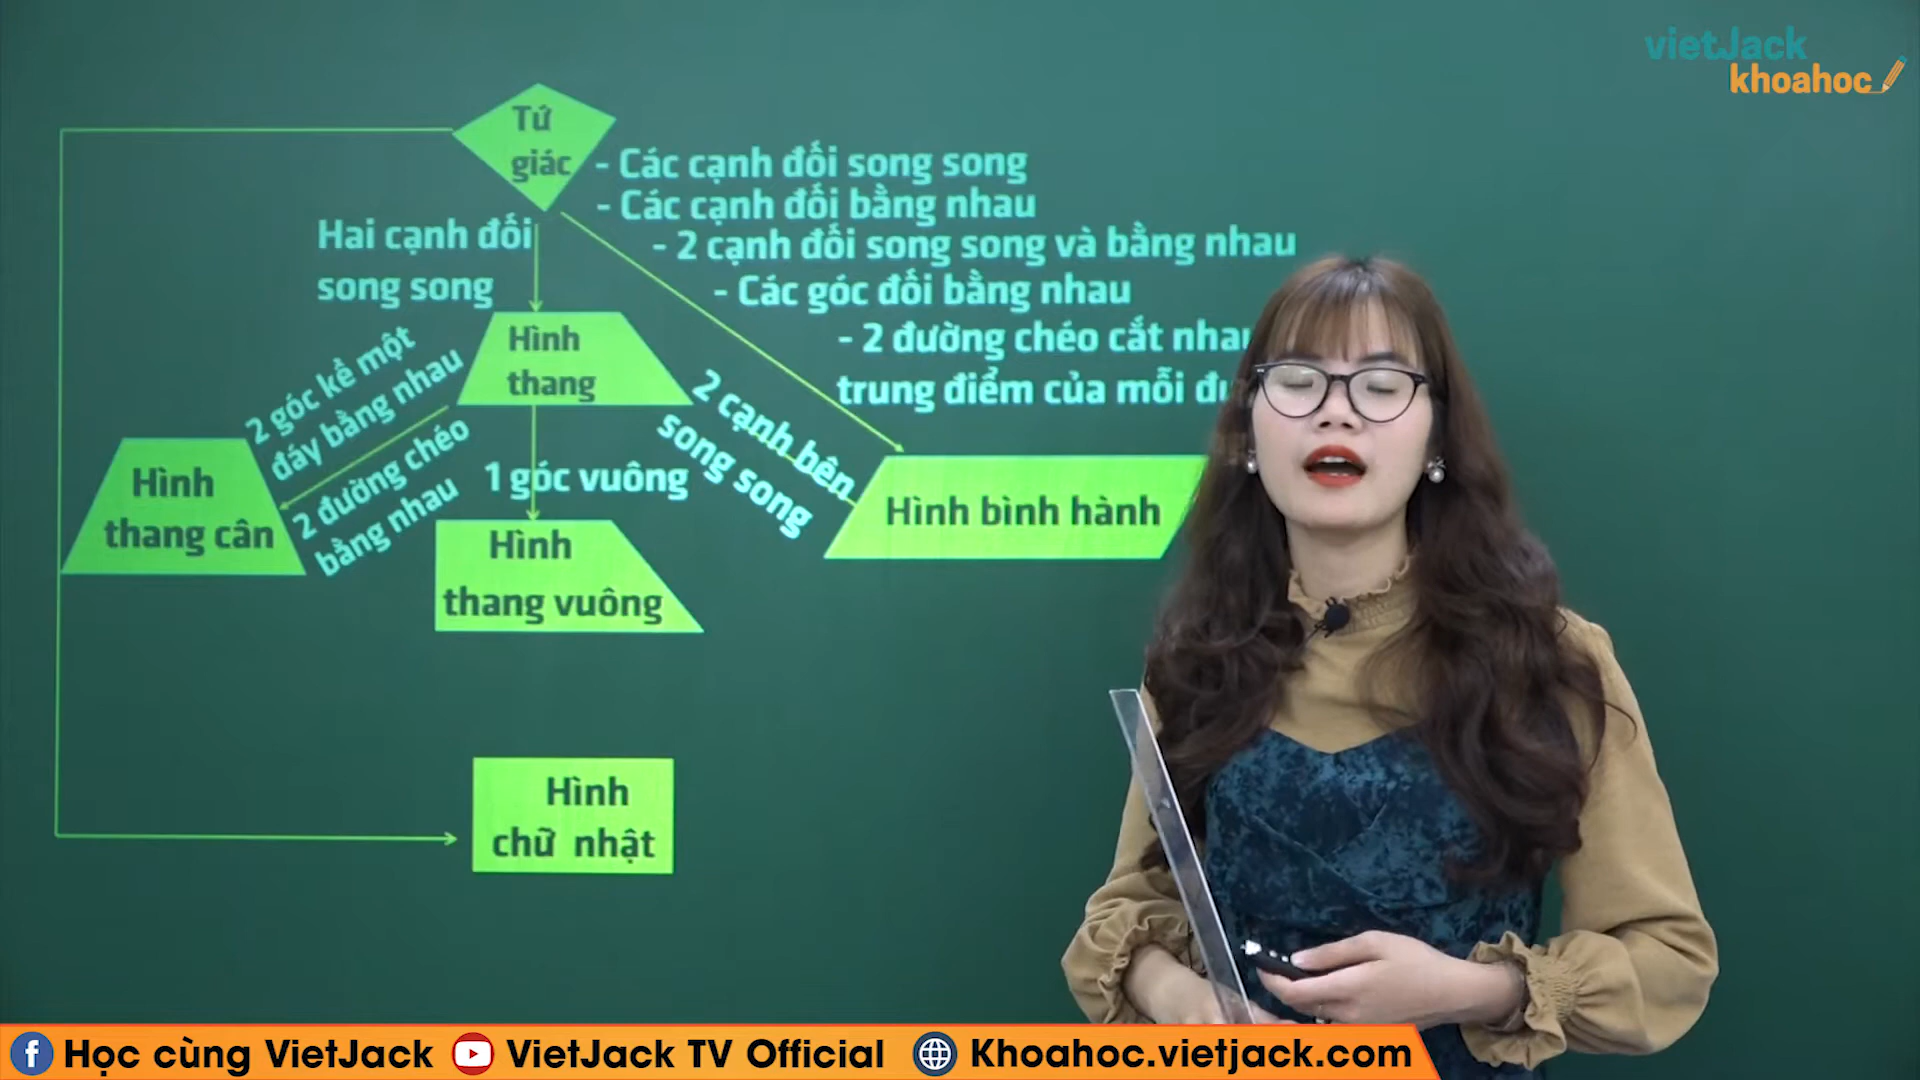 vietJack
khoahoc
Tứ
giác
- Các cạnh đối song song
- Các cạnh đối bằng nhau
- 2 cạnh đối song song và bằng nhau
- Các góc đối bằng nhau
- 2 đường chéo cắt
trung điểm của mỗi
Hai cạnh đối
song song
Hình
thang
2 góc kề một
đáy bằng nhau
2 đường chéo
bằng nhau
1 góc vuông
2 cạnh bên
song song
Hình
thang cân
Hình
thang vuông
Hình bình hành
Hình
chữ nhật
Học cùng VietJack
VietJack TV Official
Khoahoc.vietjack.com